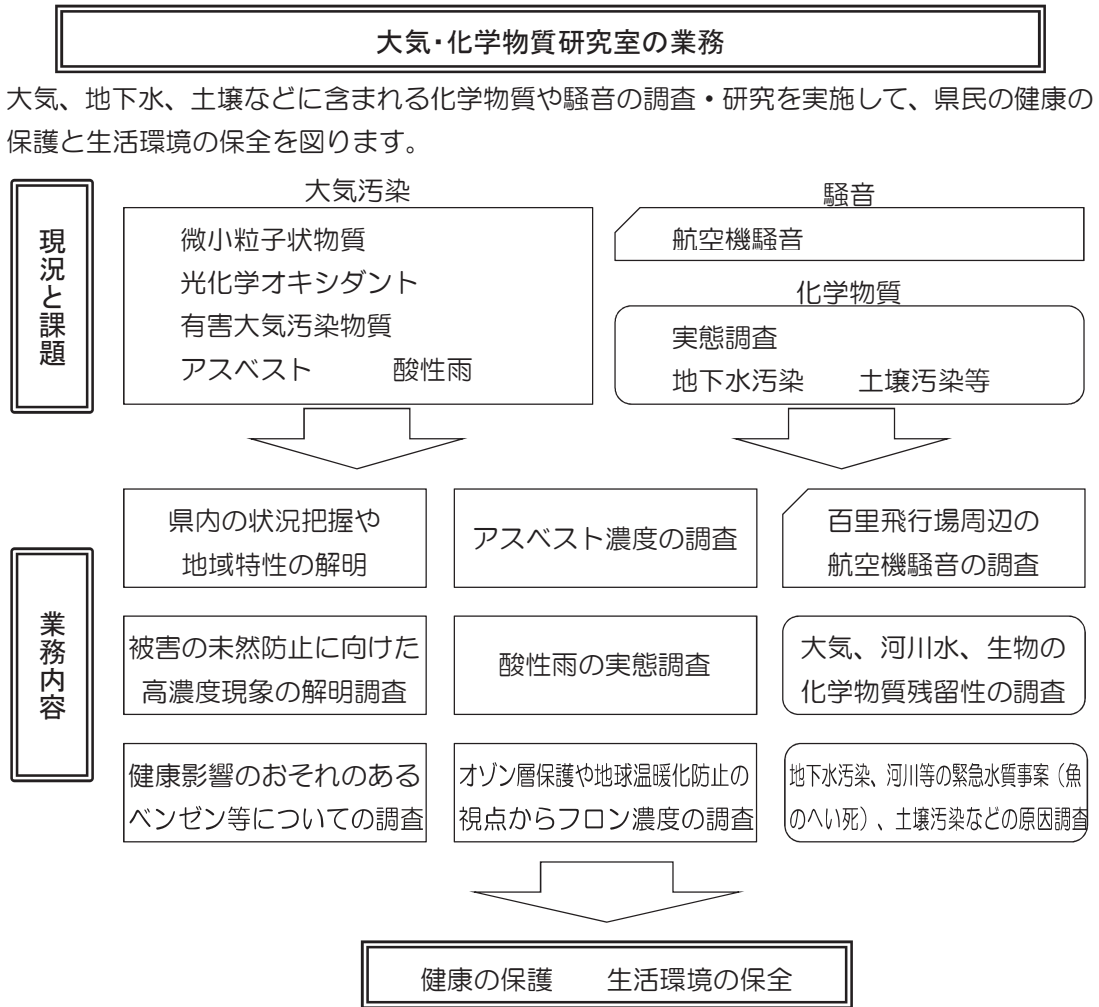 大気・化学物質研究室の業務
大気、地下水、土壌などに含まれる化学物質や騒音の調査・研究を実施して、県民の健康の
保護と生活環境の保全を図ります。
現況と課題
大気汚染
微小粒子状物質
光化学オキシダント
有害大気汚染物質
アスベスト 酸性雨
騒音
航空機騒音
化学物質
実態調査
地下水汚染 土壌汚染等
業務内容
県内の状況把握や
地域特性の解明
アスベスト濃度の調査
百里飛行場周辺の
航空機騒音の調査
被害の未然防止に向けた
高濃度現象の解明調査
酸性雨の実態調査
大気、河川水、生物の
化学物質残留性の調査
健康影響のおそれのある
ベンゼン等についての調査
オゾン層保護や地球温暖化防止の
視点からフロン濃度の調査
地下水汚染、河川等の緊急水質事案（魚
のへい死）、土壌汚染などの原因調査
健康の保護 生活環境の保全